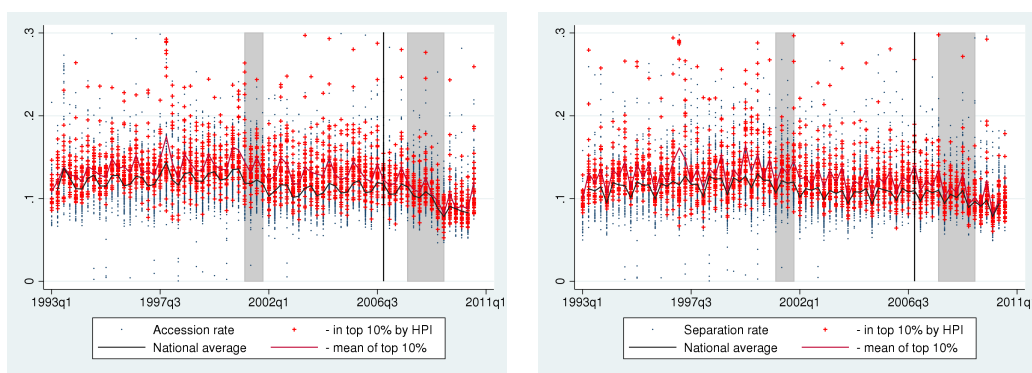 .3
.2
.1
0
1993q1 1997q3 2002q1 2006q3 2011q1
Accession rate - in top 10% by HPI
National average - mean of top 10%
.3
.2
.1
0
1993q1 1997q3 2002q1 2006q3 2011q1
Separation rate - in top 10% by HPI
National average - mean of top 10%